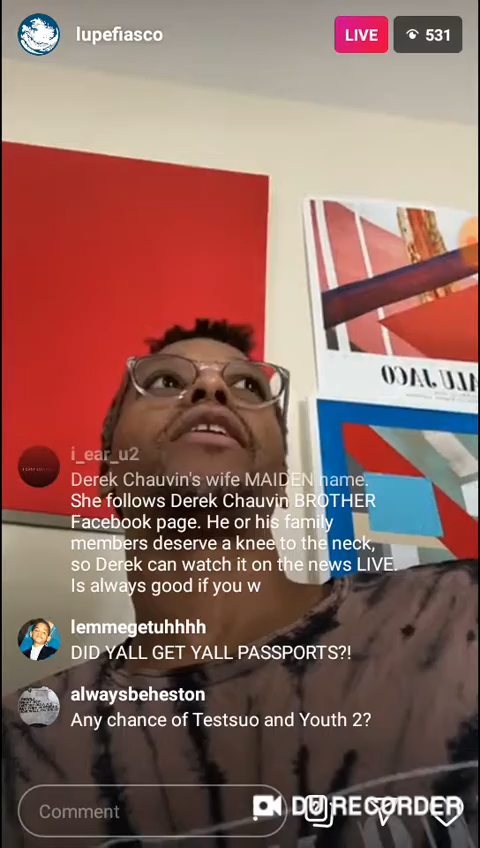 lupefiasco
LIVE
531
ALU JACO
i_ear_u2
Derek Chauvin's wife MAIDEN name.
She follows Derek Chauvin BROTHER
Facebook page. He or his family
members deserve a knee to the neck,
so Derek can watch it on the news LIVE.
Is always good if you w
lemmegetuhhhh
DID YALL GET YALL PASSPORTS?!
alwaysbeheston
Any chance of Testsuo and Youth 2?
Comment
DU RECORDER